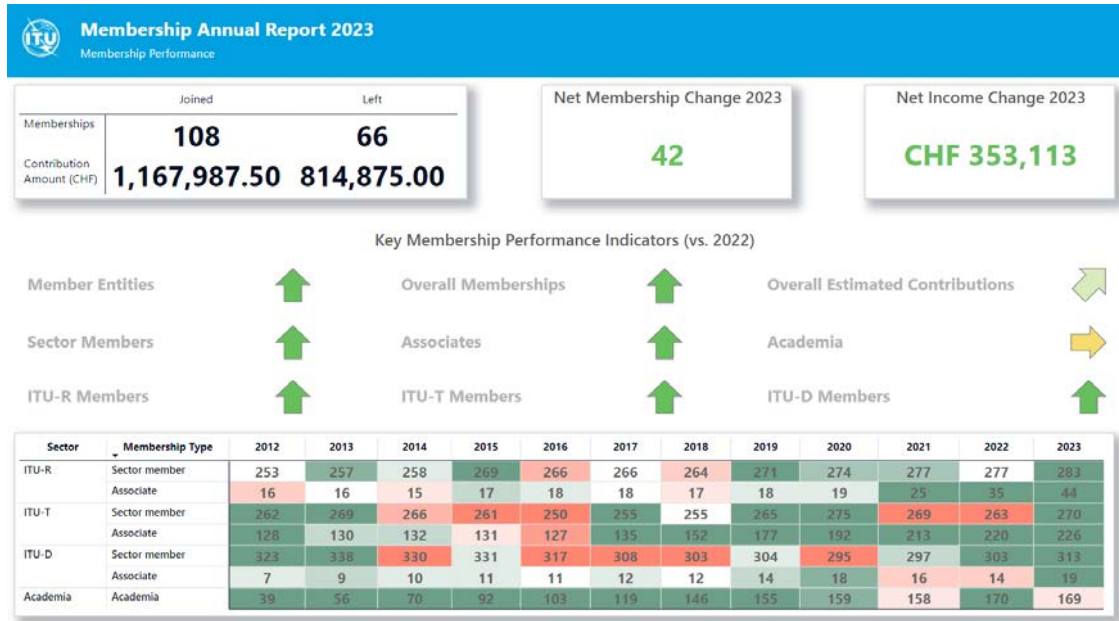 ITU
Membership Annual Report 2023
Membership Performance
Joined Left
Memberships 108 66
Contribution Amount (CHF) 1,167,987.50 814,875.00
Net Membership Change 2023
42
Net Income Change 2023
CHF 353,113
Key Membership Performance Indicators (vs. 2022)
Member Entities Overall Memberships Overall Estimated Contributions
Sector Members Associates Academia
ITU-R Members ITU-T Members ITU-D Members
Sector Membership Type 2012 2013 2014 2015 2016 2017 2018 2019 2020 2021 2022 2023
ITU-R Sector member 253 257 258 269 266 266 264 271 274 277 277 283
Associate 16 16 15 17 18 18 17 18 19 25 35 44
ITU-T Sector member 262 269 266 261 250 255 255 265 275 269 263 270
Associate 128 130 132 131 127 135 152 177 192 213 220 226
ITU-D Sector member 323 338 330 331 317 308 303 304 295 297 303 313
Associate 7 9 10 11 11 12 12 14 18 16 14 19
Academia Academia 39 56 70 92 103 119 146 155 159 158 170 169